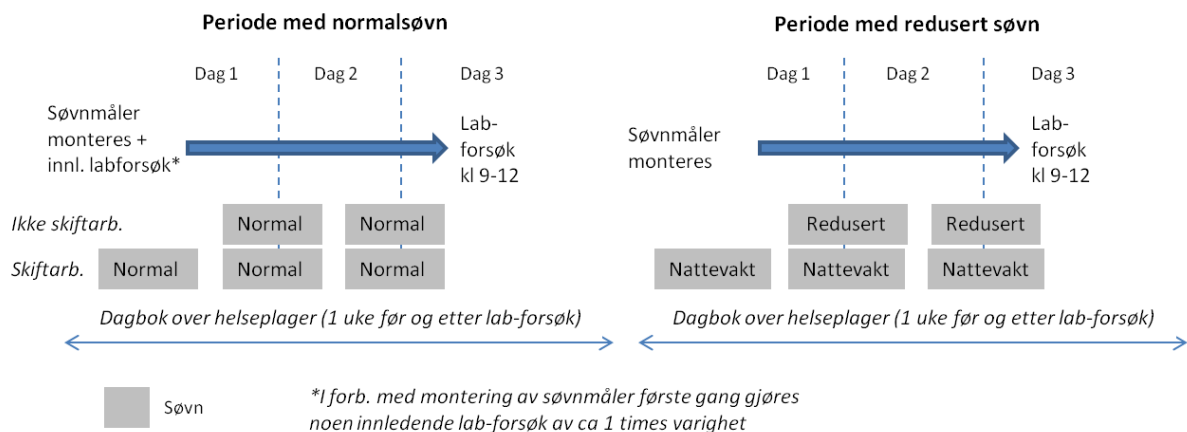 Periode med normalsøvn
Dag 1
Dag 2
Dag 3
Søvnmåler
monteres +
innl. labforsøk*
Lab-
forsøk
kl 9-12
Ikke skiftarb.
Normal
Normal
Skiftarb.
Normal
Normal
Normal
Dagbok over helseplager (1 uke før og etter lab-forsøk)
Periode med redusert søvn
Dag 1
Dag 2
Dag 3
Søvnmåler
monteres
Lab-
forsøk
kl 9-12
Redusert
Redusert
Nattevakt
Nattevakt
Nattevakt
Dagbok over helseplager (1 uke før og etter lab-forsøk)
Søvn
*I forb. med montering av søvnmåler første gang gjøres
noen innledende lab-forsøk av ca 1 times varighet